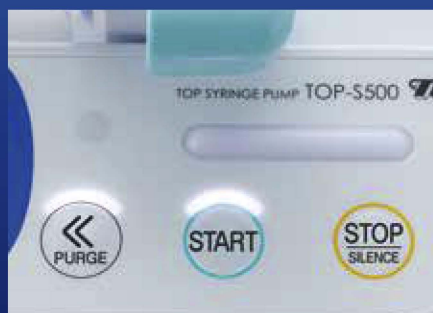 TOP SYRINGE PUMP TOP-S500
PURGE
START
STOP
SILENCE